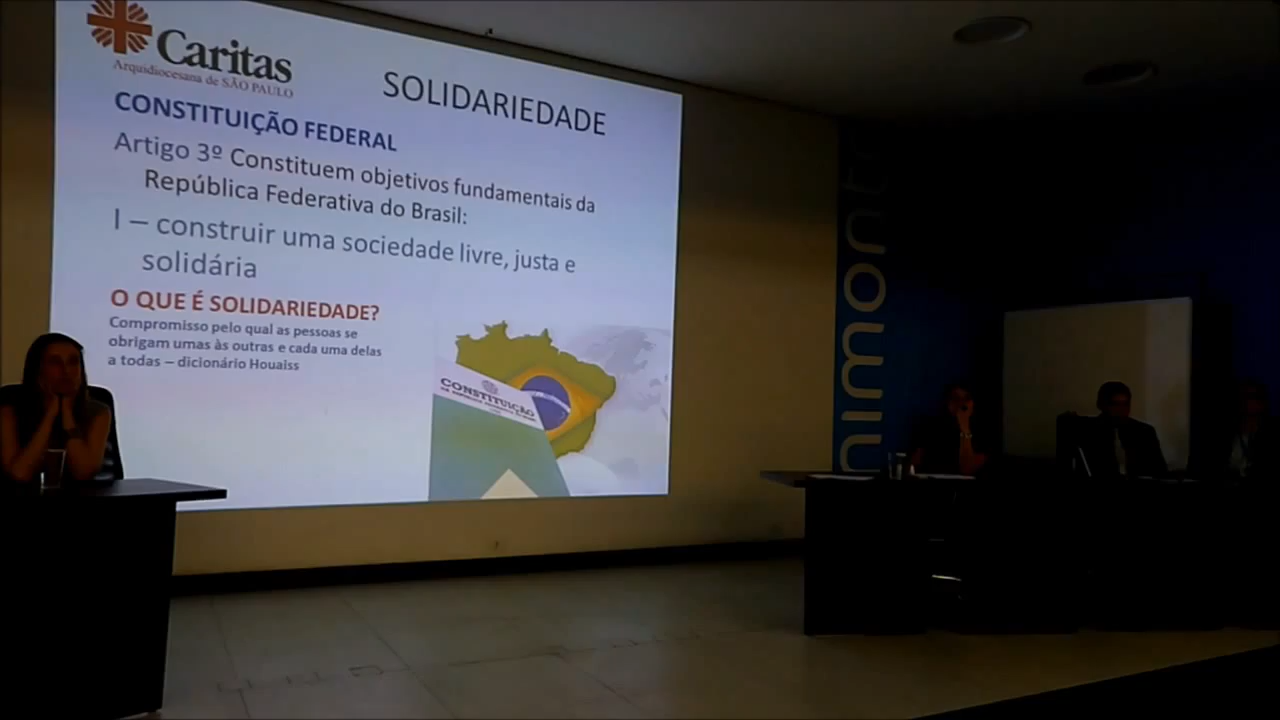 Caritas
Arquidiocesana de SÃO PAULO
SOLIDARIEDADE
CONSTITUIÇÃO FEDERAL
Artigo 3º Constituem objetivos fundamentais da
República Federativa do Brasil:
I – construir uma sociedade livre, justa e
solidária
O QUE É SOLIDARIEDADE?
Compromisso pelo qual as pessoas se
obrigam umas às outras e cada uma delas
a todas – dicionário Houaiss
CONSTITUIÇÃO
nimont